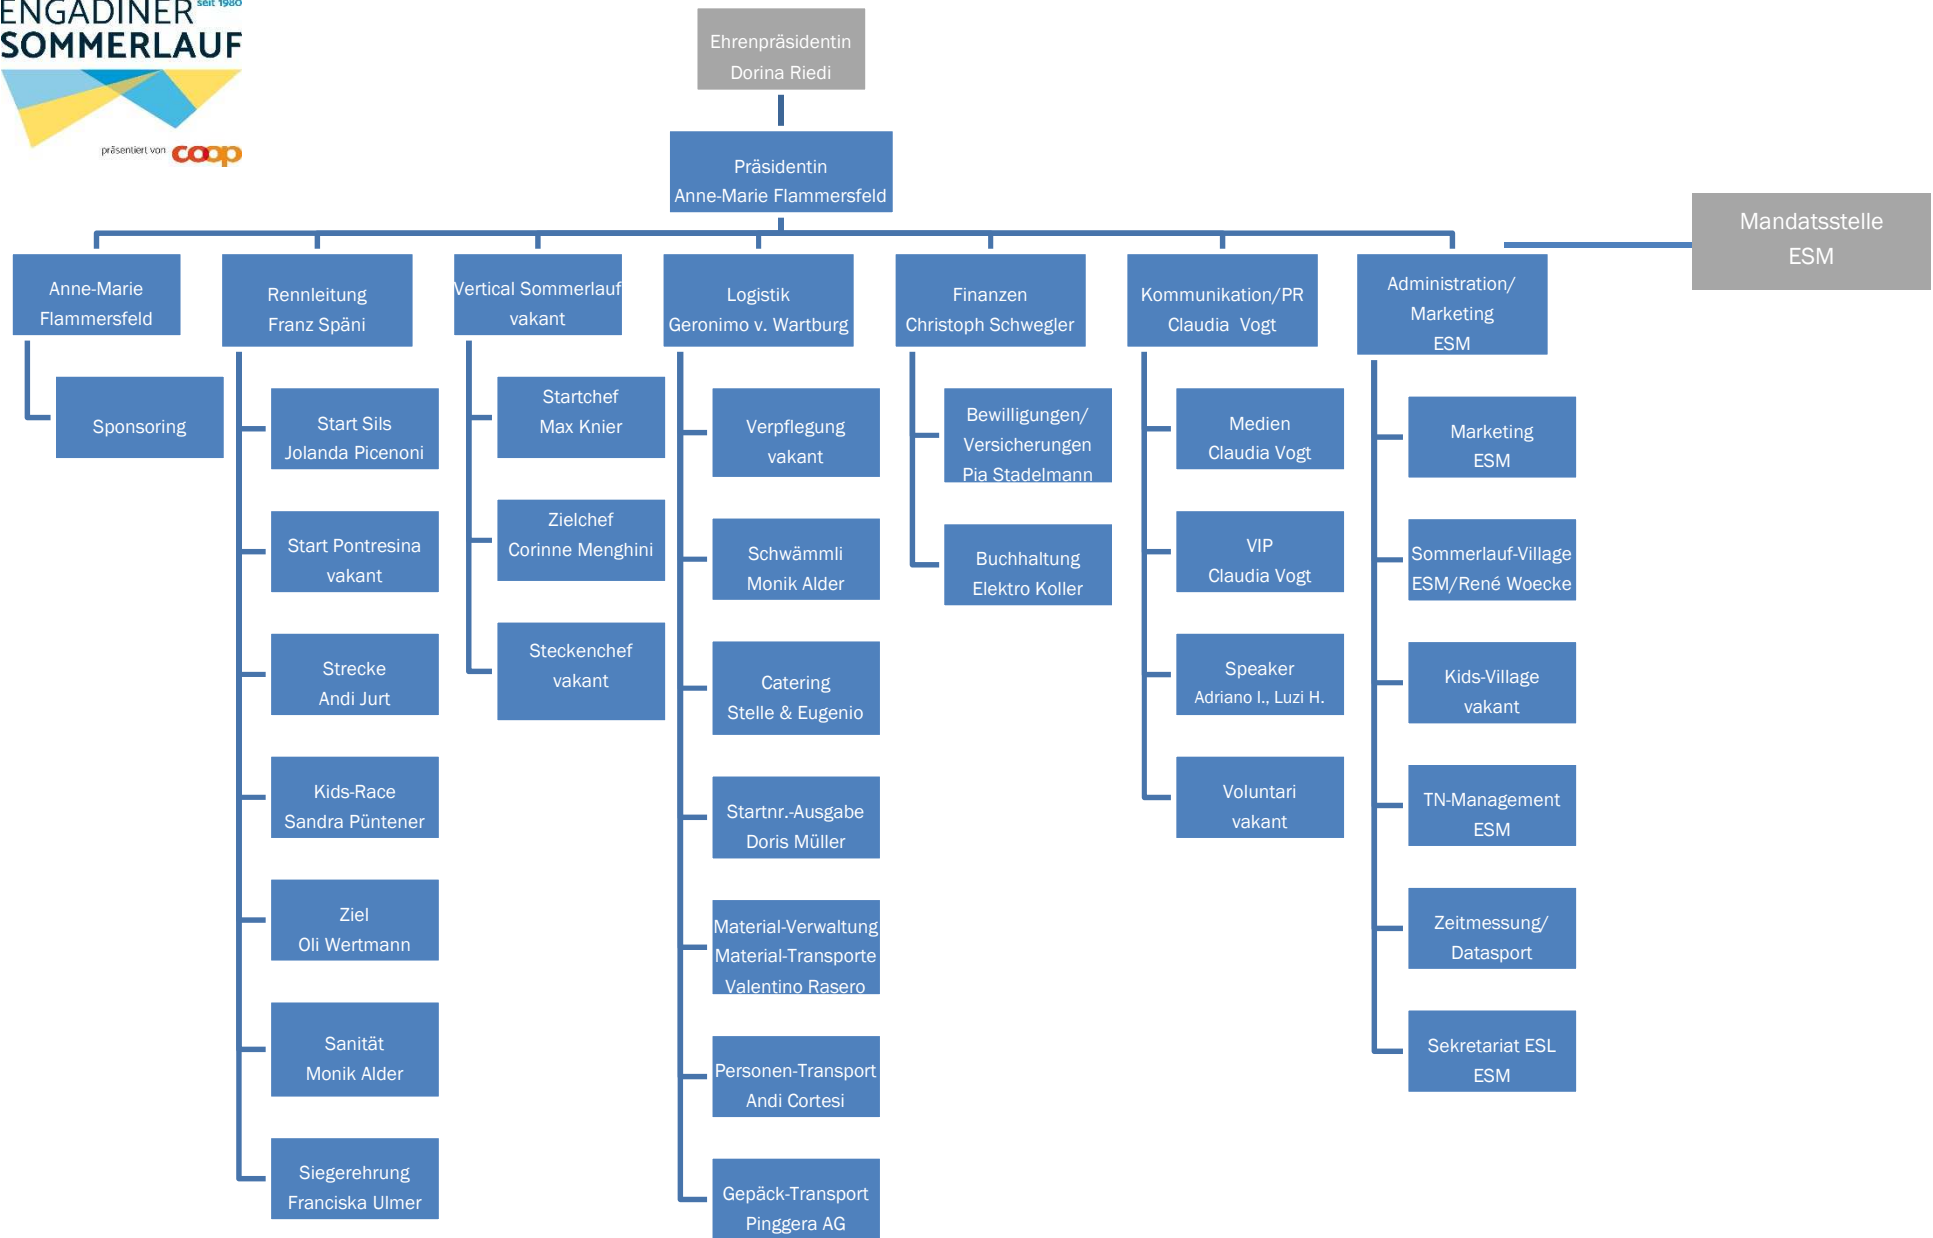 ENGADINER seit 1980
SOMMERLAUF
präsentiert von coop
Ehrenpräsidentin
Dorina Riedi
Präsidentin
Anne-Marie Flammersfeld
Mandatsstelle
ESM
Anne-Marie
Flammersfeld
Sponsoring
Rennleitung
Franz Späni
Start Sils
Jolanda Picenoni
Start Pontresina
vakant
Strecke
Andi Jurt
Kids-Race
Sandra Püntener
Ziel
Oli Wertmann
Sanität
Monik Alder
Siegerehrung
Franciska Ulmer
Vertical Sommerlauf
vakant
Startchef
Max Knier
Zielchef
Corinne Menghini
Steckenchef
vakant
Logistik
Geronimo v. Wartburg
Verpflegung
vakant
Schwämmli
Monik Alder
Catering
Stelle & Eugenio
Startnr.-Ausgabe
Doris Müller
Material-Verwaltung
Material-Transporte
Valentino Rasero
Personen-Transport
Andi Cortesi
Gepäck-Transport
Pinggera AG
Finanzen
Christoph Schwegler
Bewilligungen/
Versicherungen
Pia Stadelmann
Buchhaltung
Elektro Koller
Kommunikation/PR
Claudia Vogt
Medien
Claudia Vogt
VIP
Claudia Vogt
Speaker
Adriano I., Luzi H.
Voluntari
vakant
Administration/
Marketing
ESM
Marketing
ESM
Sommerlauf-Village
ESM/René Woecke
Kids-Village
vakant
TN-Management
ESM
Zeitmessung/
Datasport
Sekretariat ESL
ESM